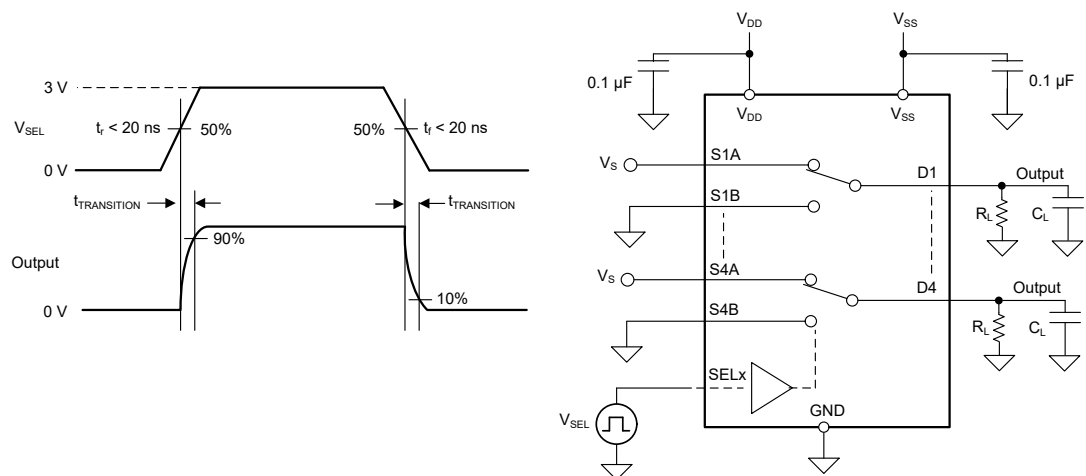 3 V
V_SEL
t_r < 20 ns
50%
50%
t_f < 20 ns
0 V
t_TRANSITION
t_TRANSITION
90%
Output
10%
0 V
V_DD
V_SS
0.1 µF
0.1 µF
V_DD
V_SS
V_S
S1A
D1
Output
S1B
R_L
C_L
V_S
S4A
D4
Output
S4B
R_L
C_L
SELx
V_SEL
GND